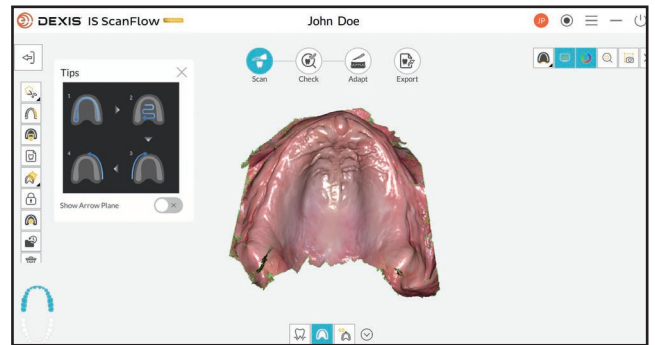 DEXIS IS ScanFlow
John Doe
JP
Tips
1
2
4
3
Show Arrow Plane
Scan
Check
Adapt
Export